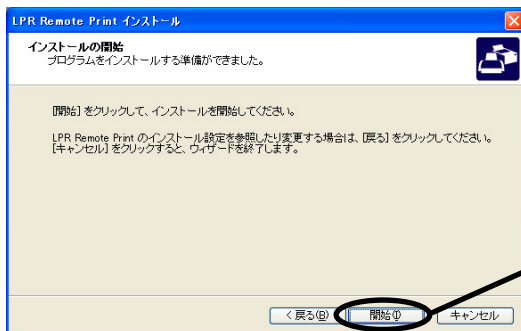 LPR Remote Print インストール
インストールの開始
プログラムをインストールする準備ができました。
[開始] をクリックして、インストールを開始してください。
LPR Remote Print のインストール設定を参照したり変更する場合は、[戻る] をクリックしてください。
[キャンセル] をクリックすると、ウィザードを終了します。
< 戻る(B) 開始(I) キャンセル